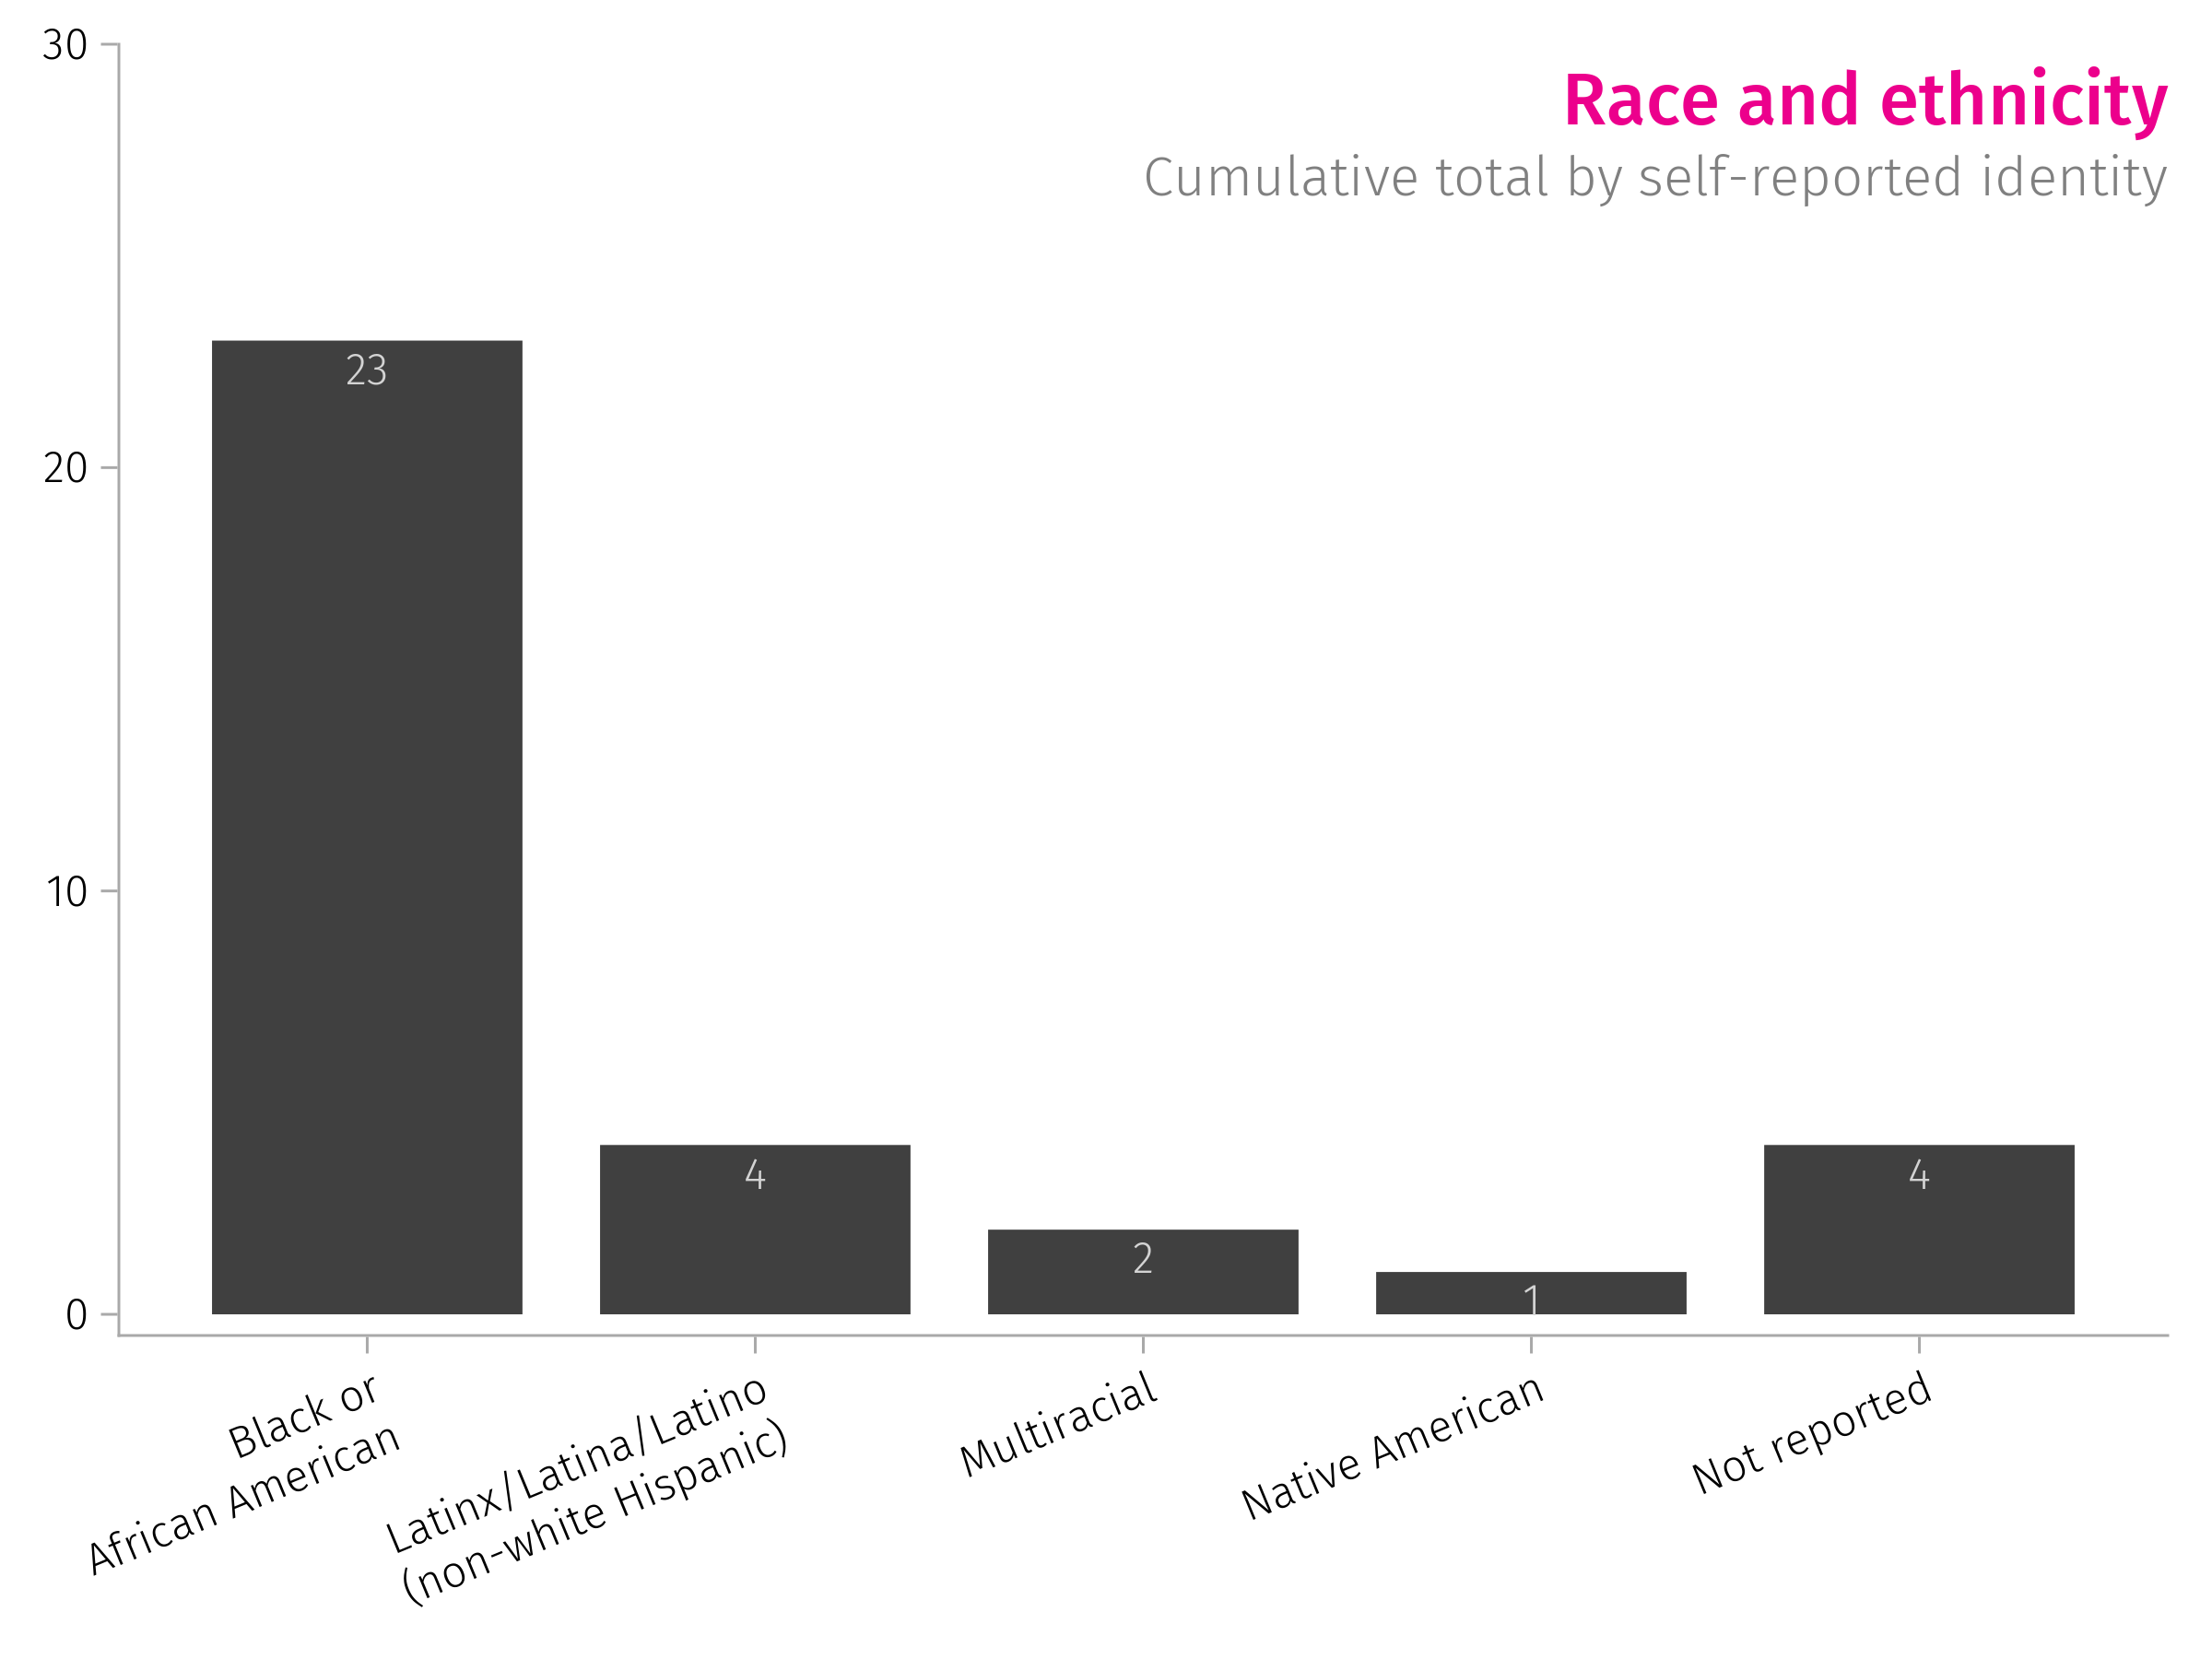 Race and ethnicity
Cumulative total by self-reported identity
30
20
10
0
23
4
2
1
4
Black or
African American
Latinx/Latina/Latino
(non-white Hispanic)
Multiracial
Native American
Not reported